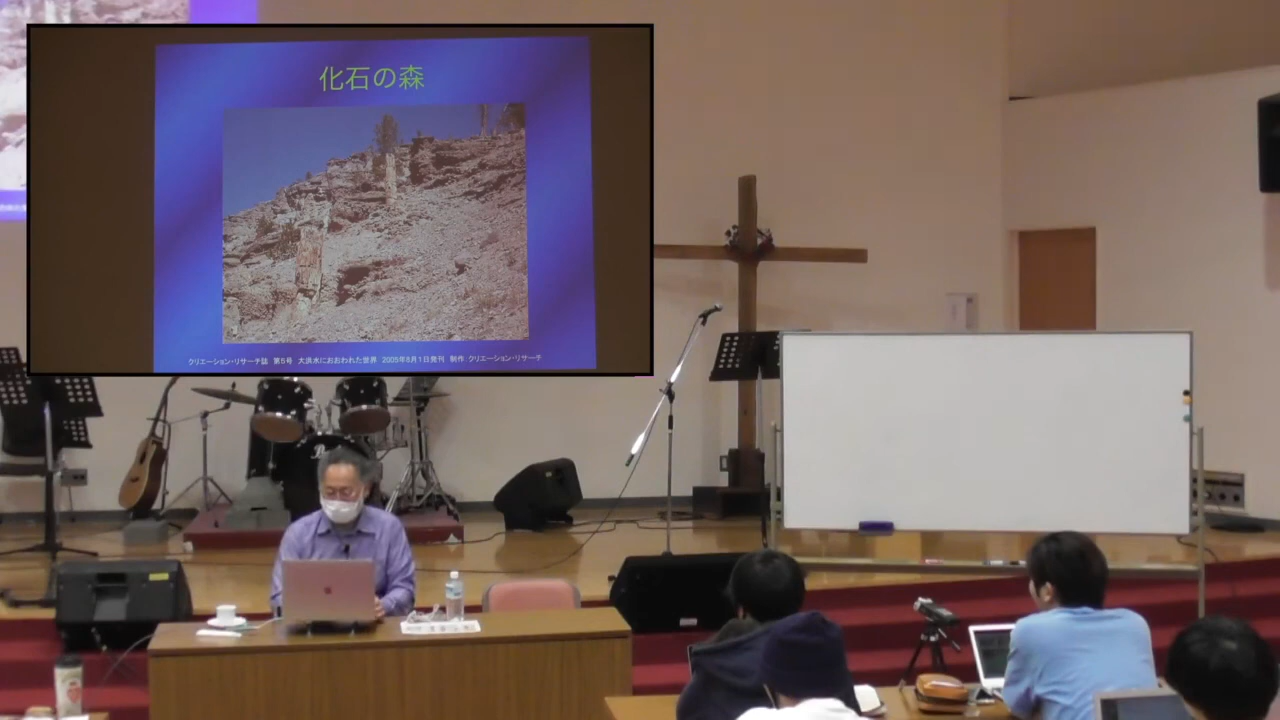 化石の森
クリエーション・リサーチ誌 第5号 大洪水におおわれた世界 2005年8月1日発刊 制作:クリエーション・リサーチ